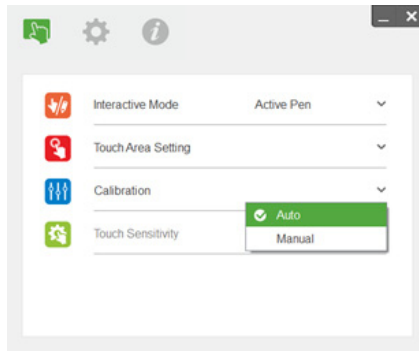 Interactive Mode Active Pen
Touch Area Setting
Calibration
Auto
Manual
Touch Sensitivity